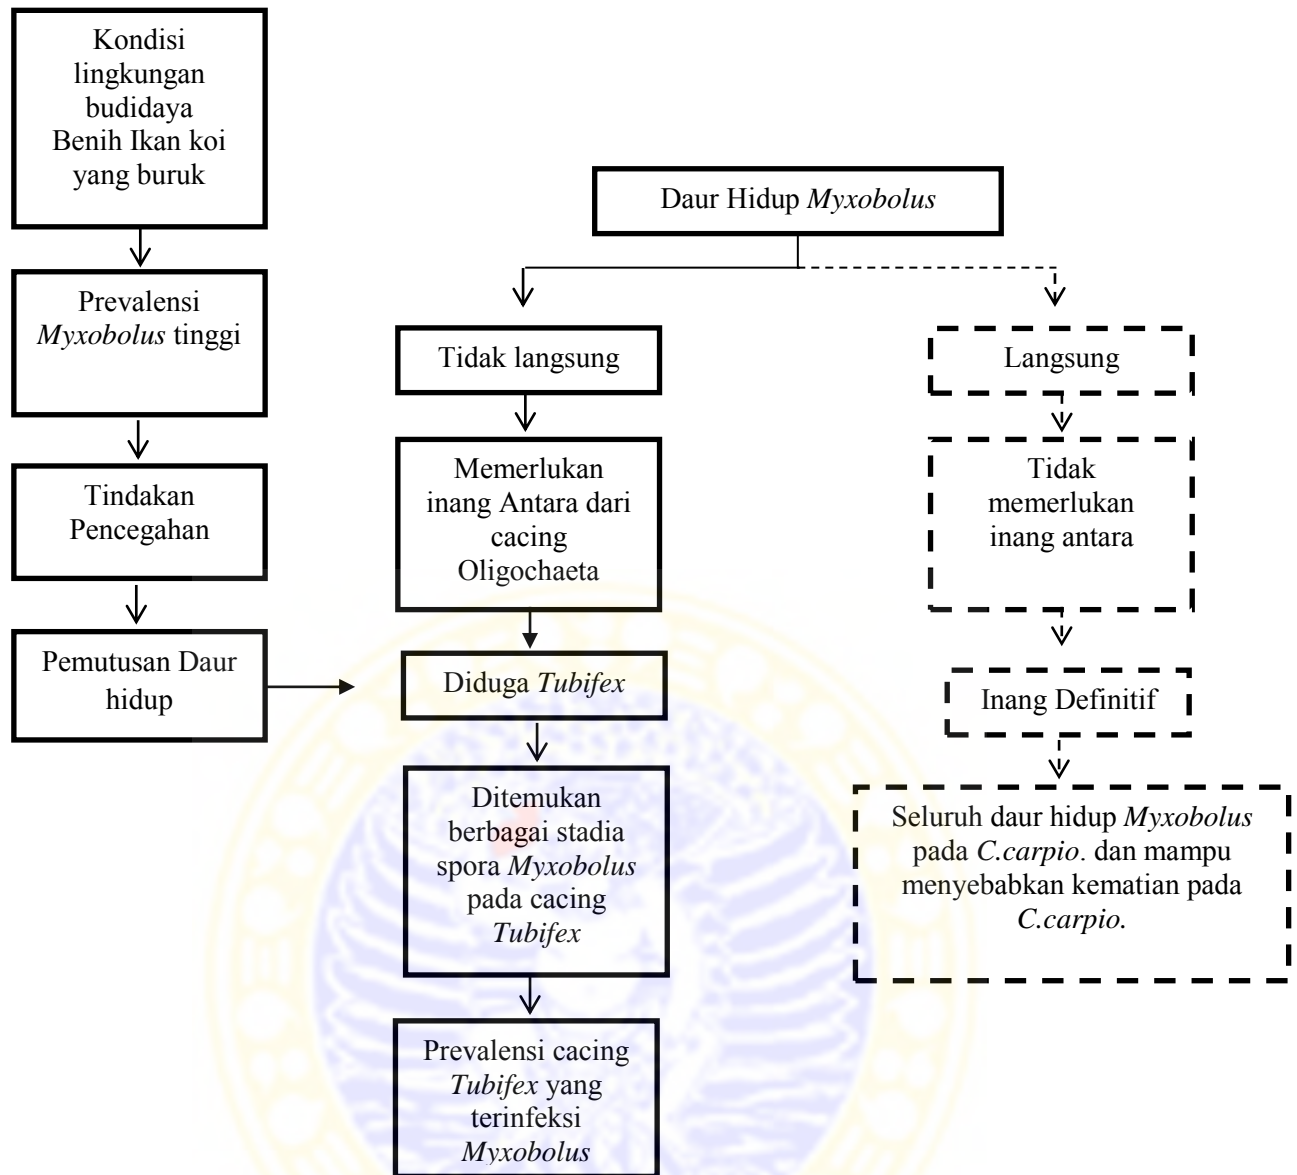 Kondisi
lingkungan
budidaya
Benih Ikan koi
yang buruk
Prevalensi
Myxobolus tinggi
Tindakan
Pencegahan
Pemutusan Daur
hidup
Daur Hidup Myxobolus
Tidak langsung
Memerlukan
inang Antara dari
cacing
Oligochaeta
Diduga Tubifex
Ditemukan
berbagai stadia
spora Myxobolus
pada cacing
Tubifex
Prevalensi cacing
Tubifex yang
terinfeksi
Myxobolus
Langsung
Tidak
memerlukan
inang antara
Inang Definitif
Seluruh daur hidup Myxobolus
pada C.carpio. dan mampu
menyebabkan kematian pada
C.carpio.